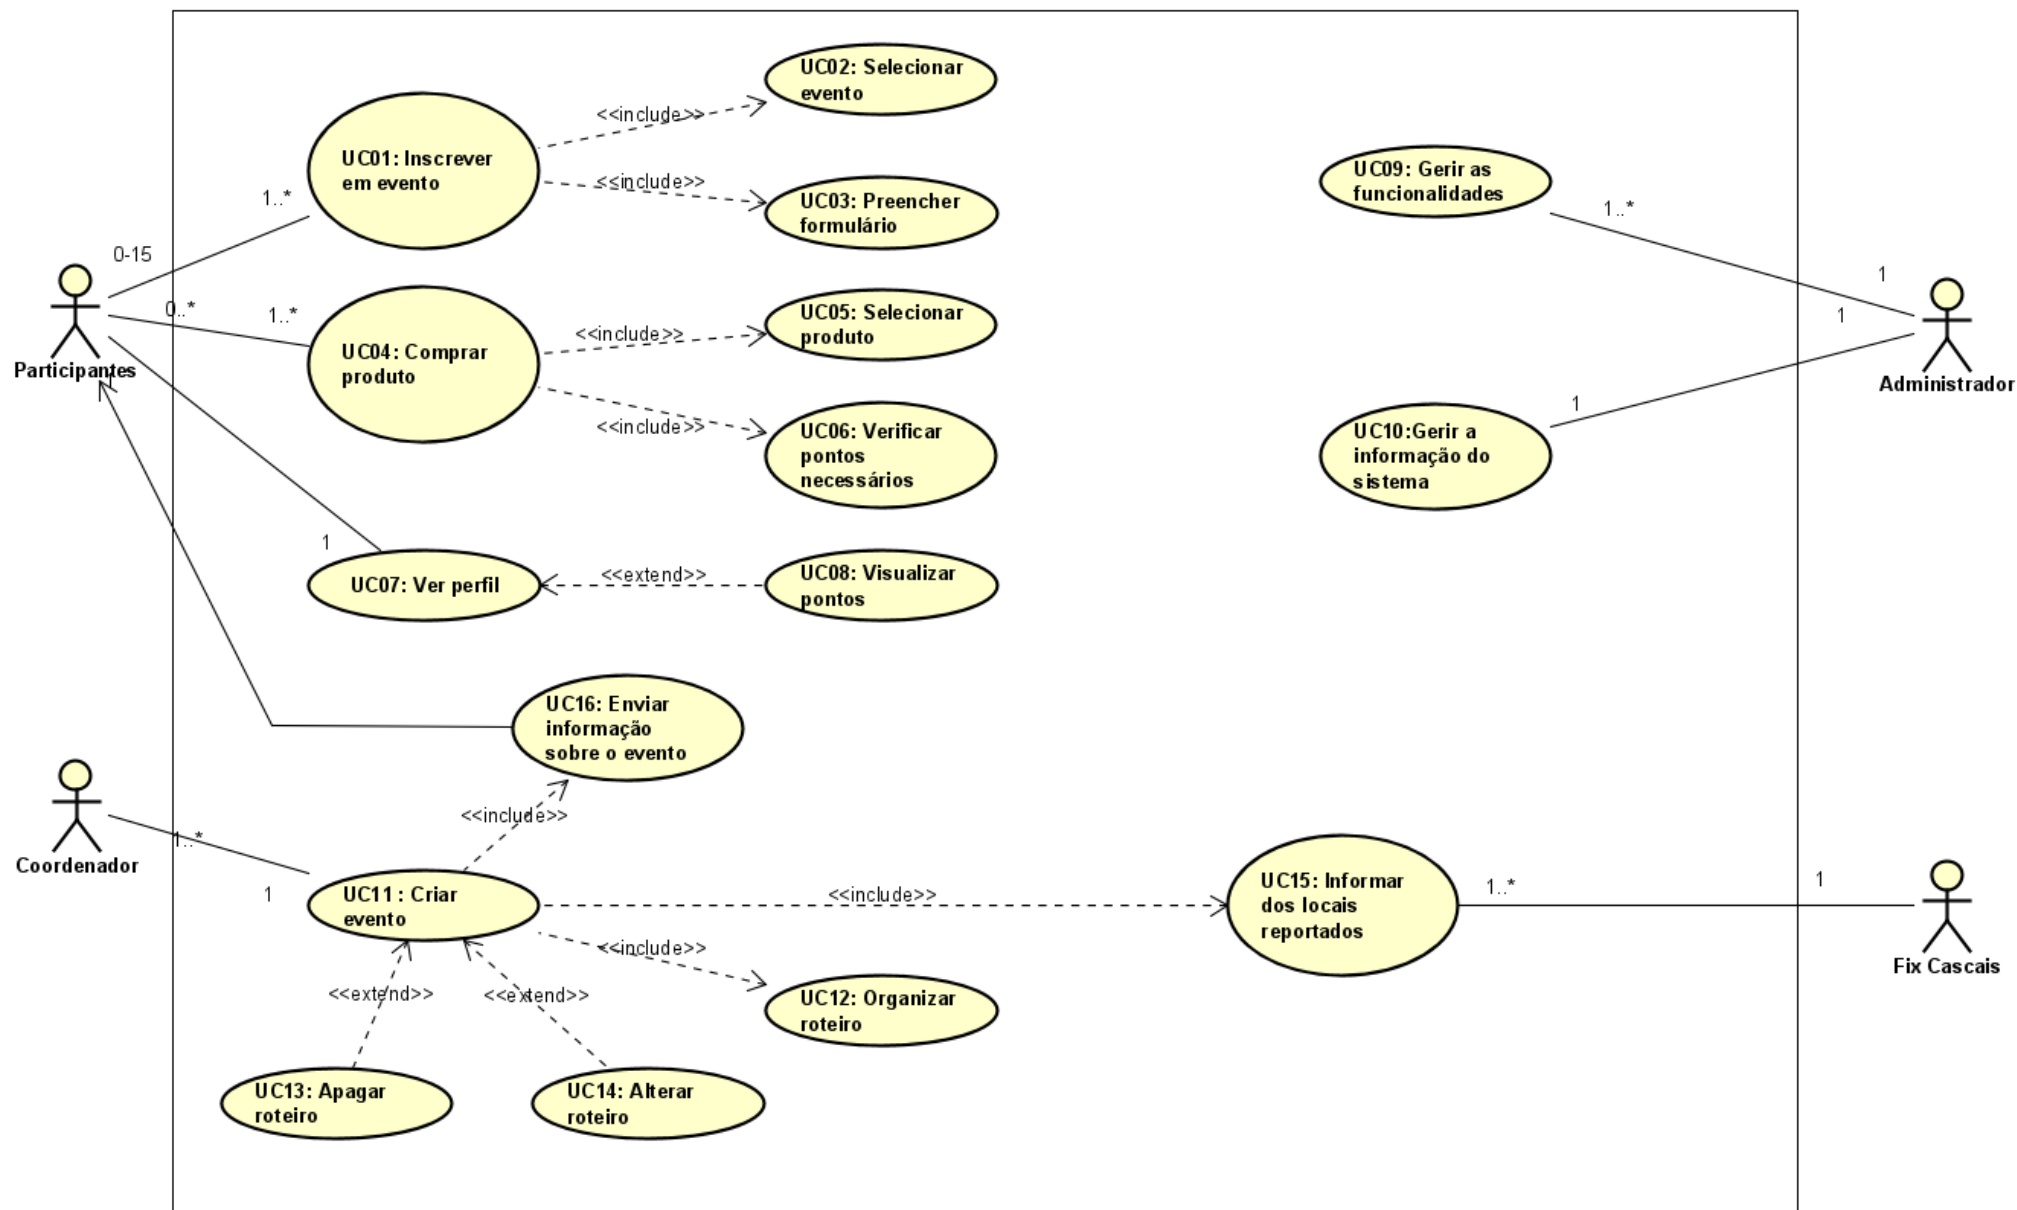 UC02: Selecionar
evento
<<include>>
UC01: Inscrever
em evento
<<include>>
UC03: Preencher
formulário
UC09: Gerir as
funcionalidades
1..*
1..*
0-15
1
0..*
1..*
1
Participantes
1
UC04: Comprar
produto
<<include>>
UC05: Selecionar
produto
<<include>>
UC06: Verificar
pontos
necessários
Administrador
1
UC10:Gerir a
informação do
sistema
1
UC07: Ver perfil
<<extend>>
UC08: Visualizar
pontos
UC16: Enviar
informação
sobre o evento
<<include>>
Coordenador
1..*
1
UC11 : Criar
evento
<<include>>
UC15: Informar
dos locais
reportados
1..*
1
Fix Cascais
<<include>>
UC12: Organizar
roteiro
<<extend>>
<<extend>>
UC13: Apagar
roteiro
UC14: Alterar
roteiro